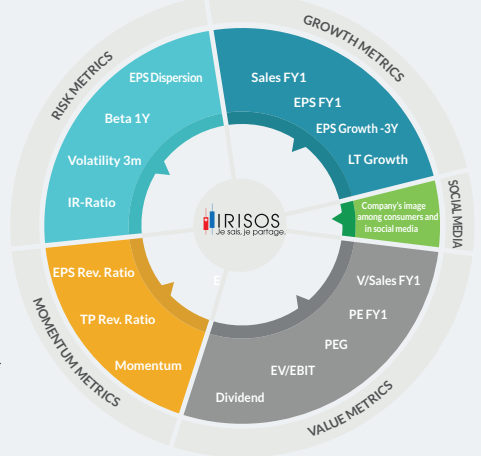 GROWTH METRICS
Sales FY1
EPS FY1
EPS Growth -3Y
LT Growth
SOCIAL MEDIA
Company's image
among consumers and
in social media
VALUE METRICS
V/Sales FY1
PE FY1
PEG
EV/EBIT
Dividend
E
MOMENTUM METRICS
EPS Rev. Ratio
TP Rev. Ratio
Momentum
RISK METRICS
EPS Dispersion
Beta 1Y
Volatility 3m
IR-Ratio
IRISOS
Je sais, je partage.